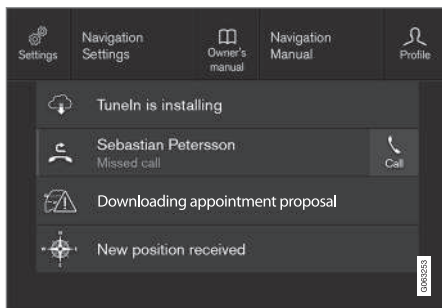 Settings
Navigation
Settings
Owner's
manual
Navigation
Manual
Profile
TuneIn is installing
Sebastian Petersson
Missed call
Call
Downloading appointment proposal
New position received
G063253